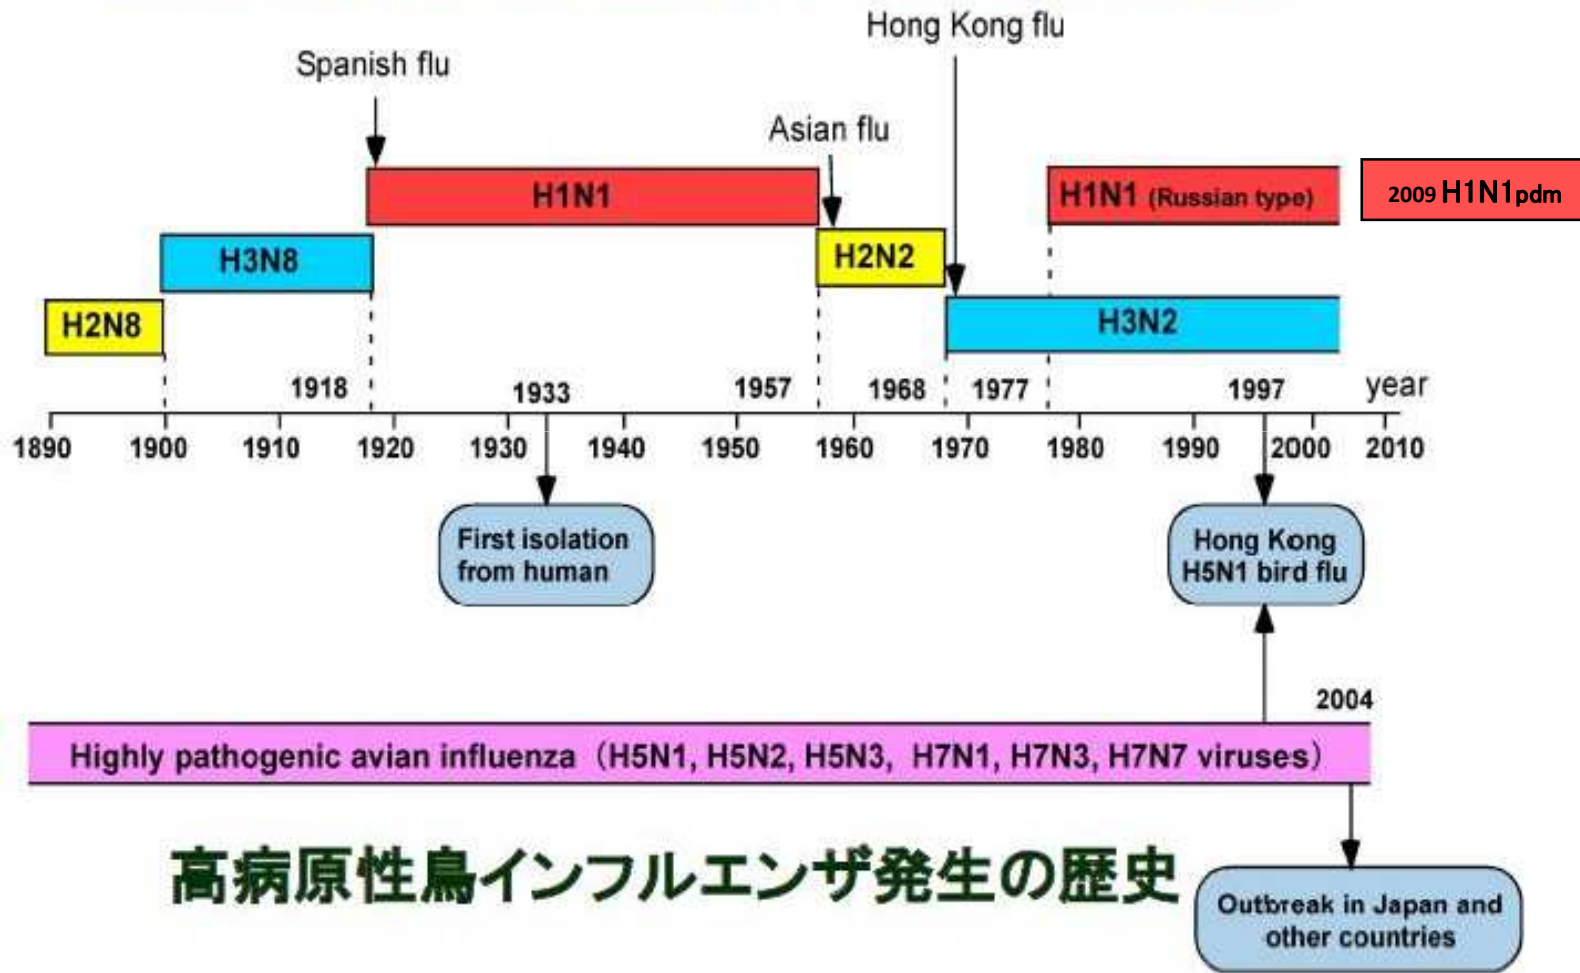 Hong Kong flu
Spanish flu
Asian flu
H1N1
H1N1 (Russian type)
2009 H1N1pdm
H3N8
H2N2
H2N8
H3N2
1918
1933
1957
1968
1977
1997
year
1890 1900 1910 1920 1930 1940 1950 1960 1970 1980 1990 2000 2010
First isolation
from human
Hong Kong
H5N1 bird flu
2004
Highly pathogenic avian influenza（H5N1, H5N2, H5N3, H7N1, H7N3, H7N7 viruses）
高病原性鳥インフルエンザ発生の歴史
Outbreak in Japan and
other countries